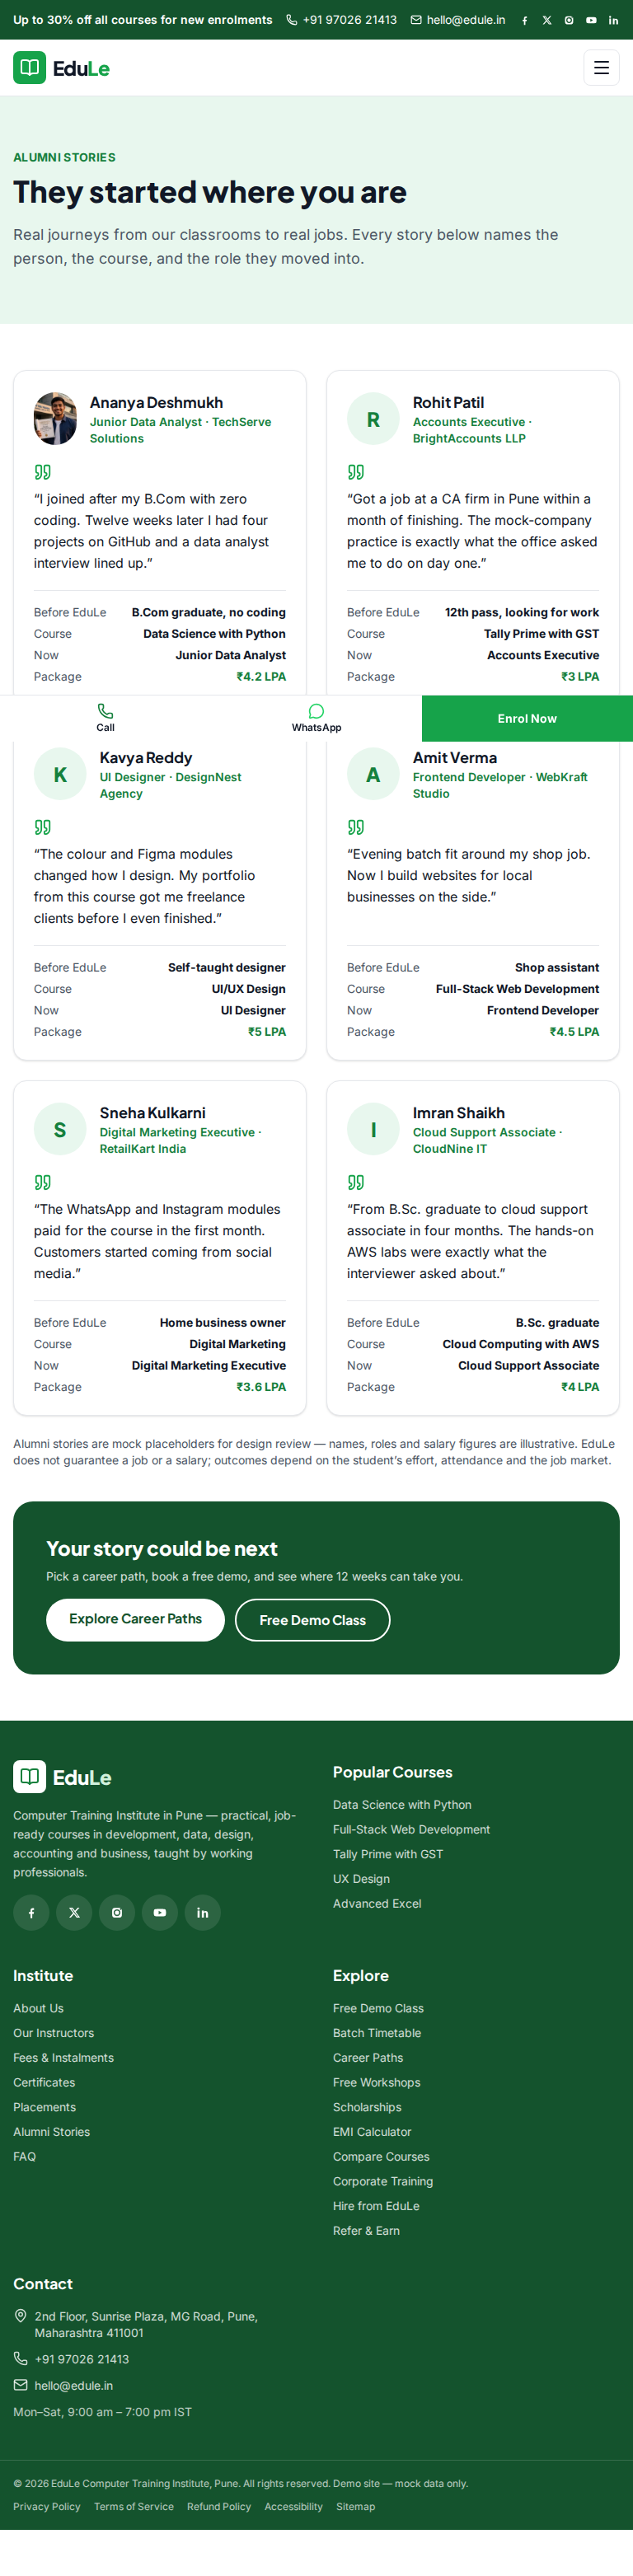 Up to 30% off all courses for new enrolments
+91 97026 21413
hello@edule.in
EduLe
ALUMNI STORIES
They started where you are
Real journeys from our classrooms to real jobs. Every story below names the
person, the course, and the role they moved into.
Ananya Deshmukh
Junior Data Analyst · TechServe
Solutions
“I joined after my B.Com with zero
coding. Twelve weeks later I had four
projects on GitHub and a data analyst
interview lined up.”
Before EduLe B.Com graduate, no coding
Course Data Science with Python
Now Junior Data Analyst
Package ₹4.2 LPA
R
Rohit Patil
Accounts Executive ·
BrightAccounts LLP
“Got a job at a CA firm in Pune within a
month of finishing. The mock-company
practice is exactly what the office asked
me to do on day one.”
Before EduLe 12th pass, looking for work
Course Tally Prime with GST
Now Accounts Executive
Package ₹3 LPA
Call
WhatsApp
Enrol Now
K
Kavya Reddy
UI Designer · DesignNest
Agency
“The colour and Figma modules
changed how I design. My portfolio
from this course got me freelance
clients before I even finished.”
Before EduLe Self-taught designer
Course UI/UX Design
Now UI Designer
Package ₹5 LPA
A
Amit Verma
Frontend Developer · WebKraft
Studio
“Evening batch fit around my shop job.
Now I build websites for local
businesses on the side.”
Before EduLe Shop assistant
Course Full-Stack Web Development
Now Frontend Developer
Package ₹4.5 LPA
S
Sneha Kulkarni
Digital Marketing Executive ·
RetailKart India
“The WhatsApp and Instagram modules
paid for the course in the first month.
Customers started coming from social
media.”
Before EduLe Home business owner
Course Digital Marketing
Now Digital Marketing Executive
Package ₹3.6 LPA
I
Imran Shaikh
Cloud Support Associate ·
CloudNine IT
“From B.Sc. graduate to cloud support
associate in four months. The hands-on
AWS labs were exactly what the
interviewer asked about.”
Before EduLe B.Sc. graduate
Course Cloud Computing with AWS
Now Cloud Support Associate
Package ₹4 LPA
Alumni stories are mock placeholders for design review — names, roles and salary figures are illustrative. EduLe
does not guarantee a job or a salary; outcomes depend on the student’s effort, attendance and the job market.
Your story could be next
Pick a career path, book a free demo, and see where 12 weeks can take you.
Explore Career Paths
Free Demo Class
EduLe
Computer Training Institute in Pune — practical, job-
ready courses in development, data, design,
accounting and business, taught by working
professionals.
Popular Courses
Data Science with Python
Full-Stack Web Development
Tally Prime with GST
UX Design
Advanced Excel
Institute
About Us
Our Instructors
Fees & Instalments
Certificates
Placements
Alumni Stories
FAQ
Explore
Free Demo Class
Batch Timetable
Career Paths
Free Workshops
Scholarships
EMI Calculator
Compare Courses
Corporate Training
Hire from EduLe
Refer & Earn
Contact
2nd Floor, Sunrise Plaza, MG Road, Pune,
Maharashtra 411001
+91 97026 21413
hello@edule.in
Mon–Sat, 9:00 am – 7:00 pm IST
© 2026 EduLe Computer Training Institute, Pune. All rights reserved. Demo site — mock data only.
Privacy Policy Terms of Service Refund Policy Accessibility Sitemap